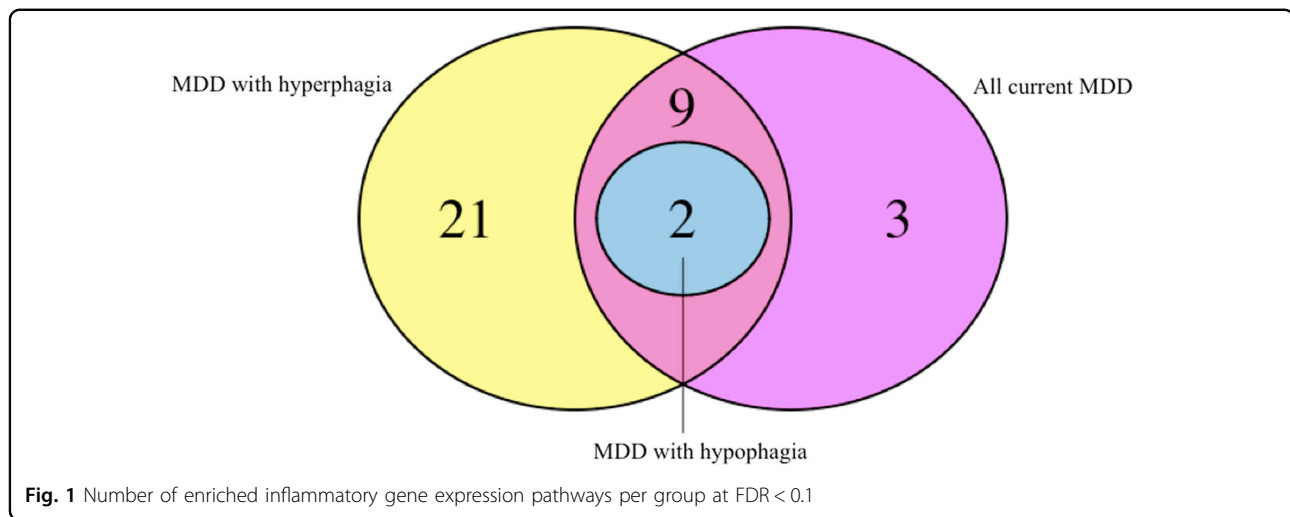 MDD with hyperphagia
All current MDD
9
21
2
3
MDD with hypophagia
Fig. 1 Number of enriched inflammatory gene expression pathways per group at FDR < 0.1